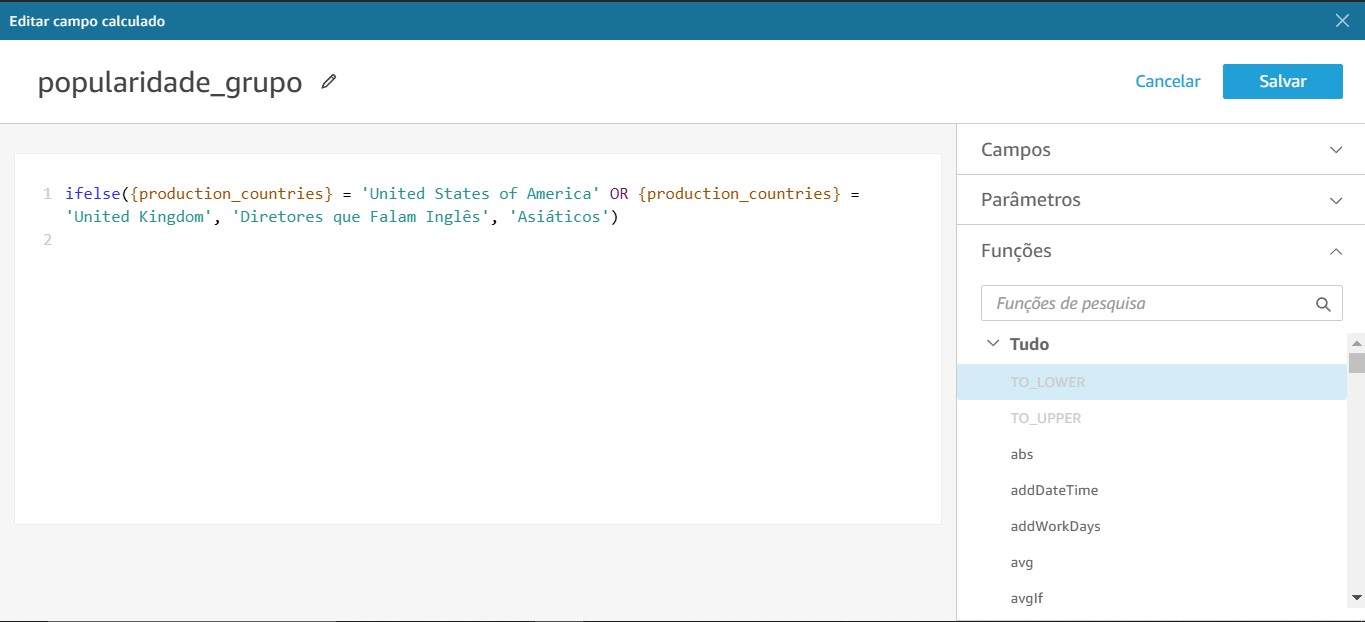 Editar campo calculado
popularidade_grupo
Cancelar
Salvar
1 ifelse({production_countries} = 'United States of America' OR {production_countries} =
'United Kingdom', 'Diretores que Falam Inglês', 'Asiáticos')
2
Campos
Parâmetros
Funções
Funções de pesquisa
Tudo
TO_LOWER
TO_UPPER
abs
addDateTime
addWorkDays
avg
avgIf